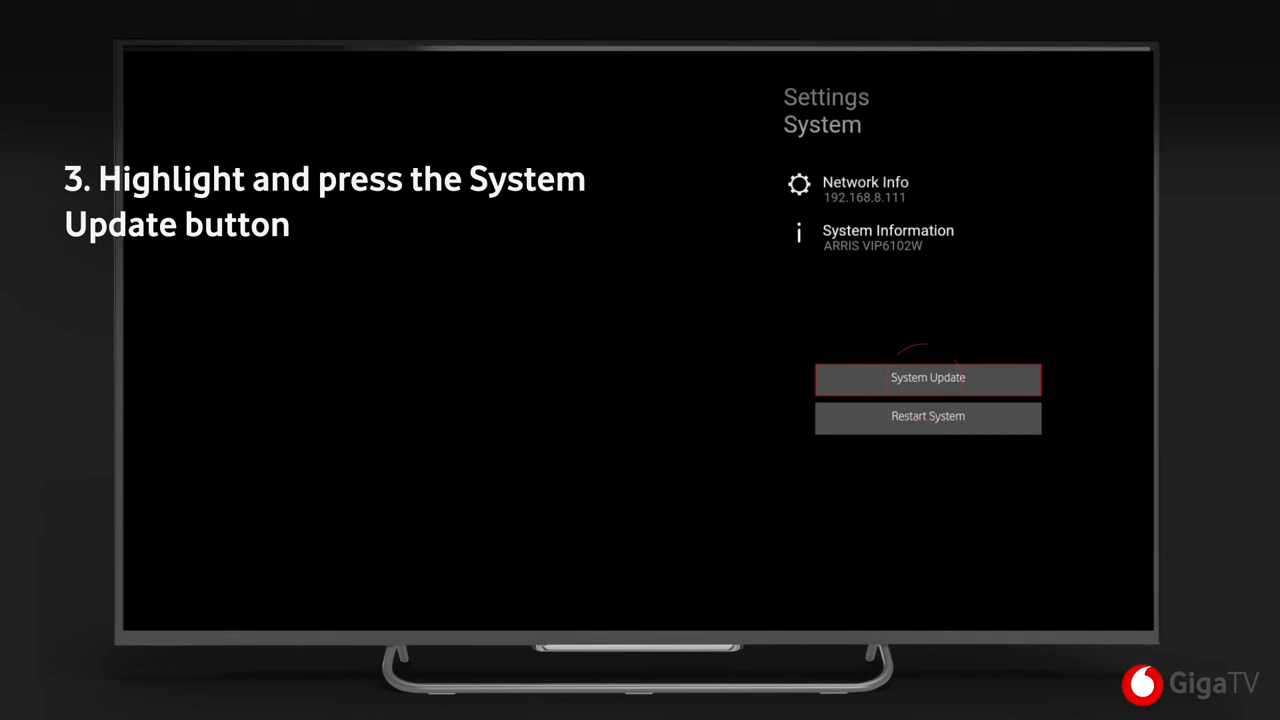 Settings
System
3. Highlight and press the System
Update button
Network Info
192.168.8.111
System Information
ARRIS VIP6102W
System Update
Restart System
GigaTV